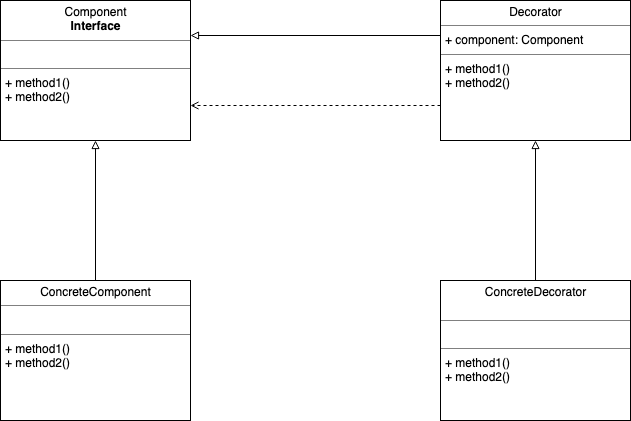 Component
Interface
+ method1()
+ method2()
Decorator
+ component: Component
+ method1()
+ method2()
ConcreteComponent
+ method1()
+ method2()
ConcreteDecorator
+ method1()
+ method2()